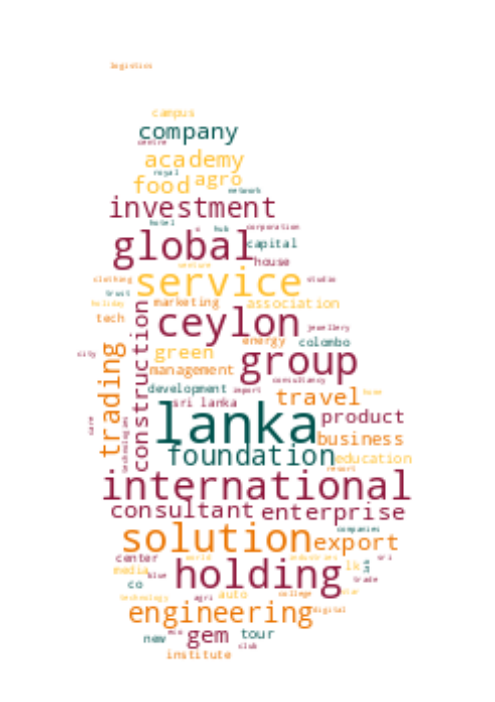 logistics
campus
company
centre
academy
royal
food agro
network
investment
hotel
hub corporation
global capital
house
venture
clothing service studio
trust
holiday marketing association
tech ceylon jewellery
energy colombo
city green group
management consultancy
development import
trading construction
sri lanka travel home
lanka product
care technologies
business
foundation education
resort
international
consultant enterprise
companies
solution export
center world industries sri
media holding lk
blue trade
co
technology agri auto college
engineering digital
new eco gem tour
club
institute